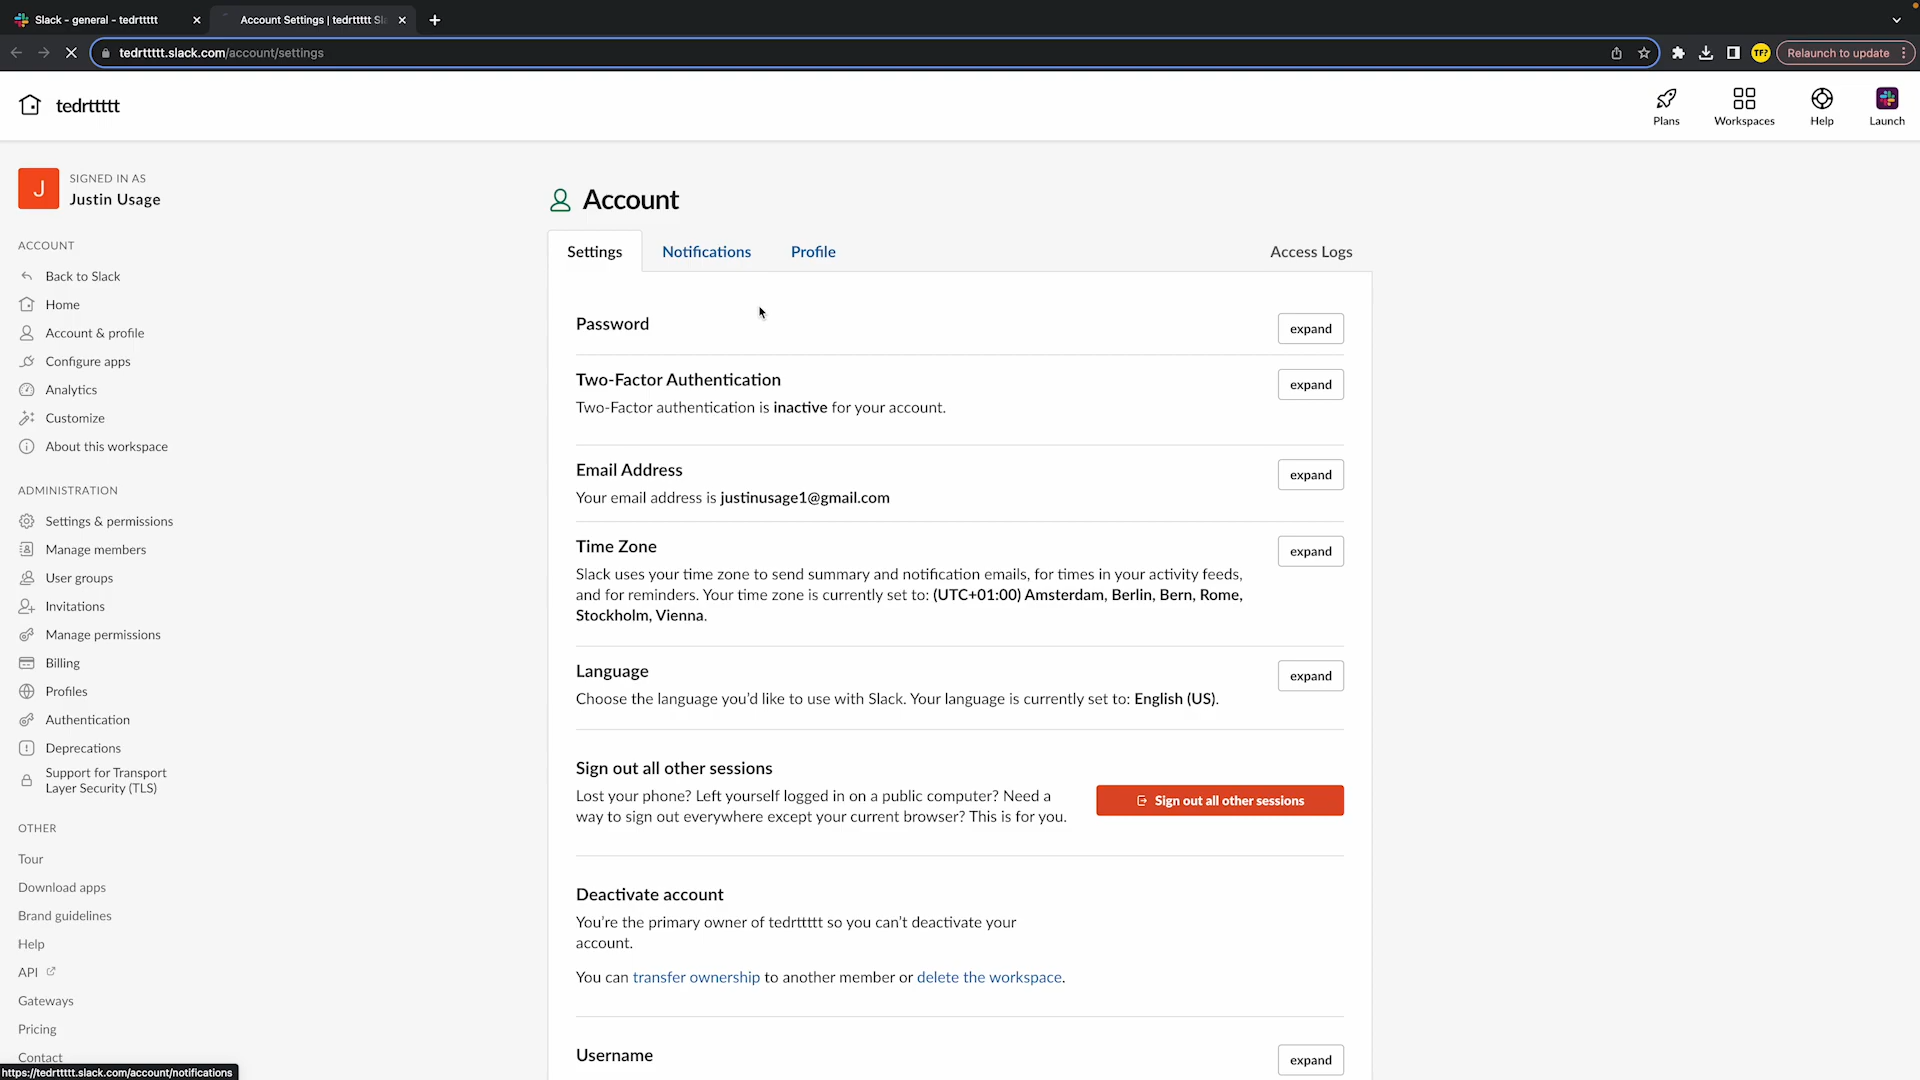 Slack - general - tedrttttt
Account Settings | tedrttttt Sl
tedrttttt.slack.com/account/settings
TF?
Relaunch to update
tedrttttt
Plans
Workspaces
Help
Launch
J
SIGNED IN AS
Justin Usage
ACCOUNT
Back to Slack
Home
Account & profile
Configure apps
Analytics
Customize
About this workspace
ADMINISTRATION
Settings & permissions
Manage members
User groups
Invitations
Manage permissions
Billing
Profiles
Authentication
Deprecations
Support for Transport
Layer Security (TLS)
OTHER
Tour
Download apps
Brand guidelines
Help
API
Gateways
Pricing
Contact
https://tedrttttt.slack.com/account/notifications
Account
Settings
Notifications
Profile
Access Logs
Password
expand
Two-Factor Authentication
expand
Two-Factor authentication is inactive for your account.
Email Address
expand
Your email address is justinusage1@gmail.com
Time Zone
expand
Slack uses your time zone to send summary and notification emails, for times in your activity feeds,
and for reminders. Your time zone is currently set to: (UTC+01:00) Amsterdam, Berlin, Bern, Rome,
Stockholm, Vienna.
Language
expand
Choose the language you’d like to use with Slack. Your language is currently set to: English (US).
Sign out all other sessions
Lost your phone? Left yourself logged in on a public computer? Need a
way to sign out everywhere except your current browser? This is for you.
Sign out all other sessions
Deactivate account
You’re the primary owner of tedrttttt so you can’t deactivate your
account.
You can transfer ownership to another member or delete the workspace.
Username
expand